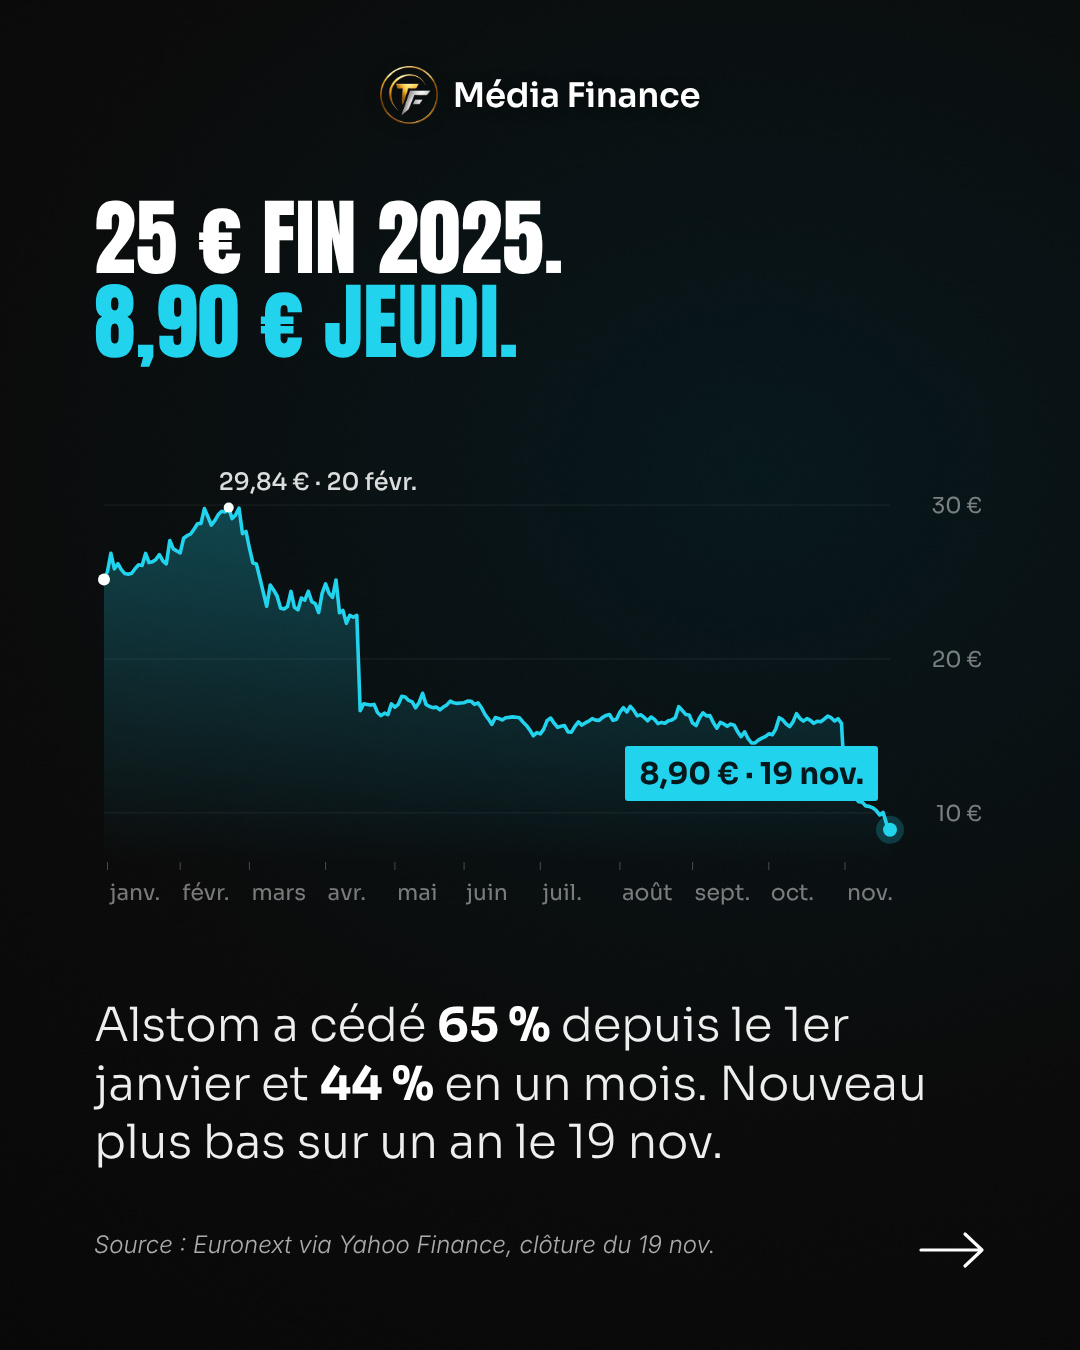 TF Média Finance
25 € FIN 2025.
8,90 € JEUDI.
29,84 € · 20 févr.
30 €
20 €
8,90 € · 19 nov.
10 €
janv. févr. mars avr. mai juin juil. août sept. oct. nov.
Alstom a cédé 65 % depuis le 1er
janvier et 44 % en un mois. Nouveau
plus bas sur un an le 19 nov.
Source : Euronext via Yahoo Finance, clôture du 19 nov.